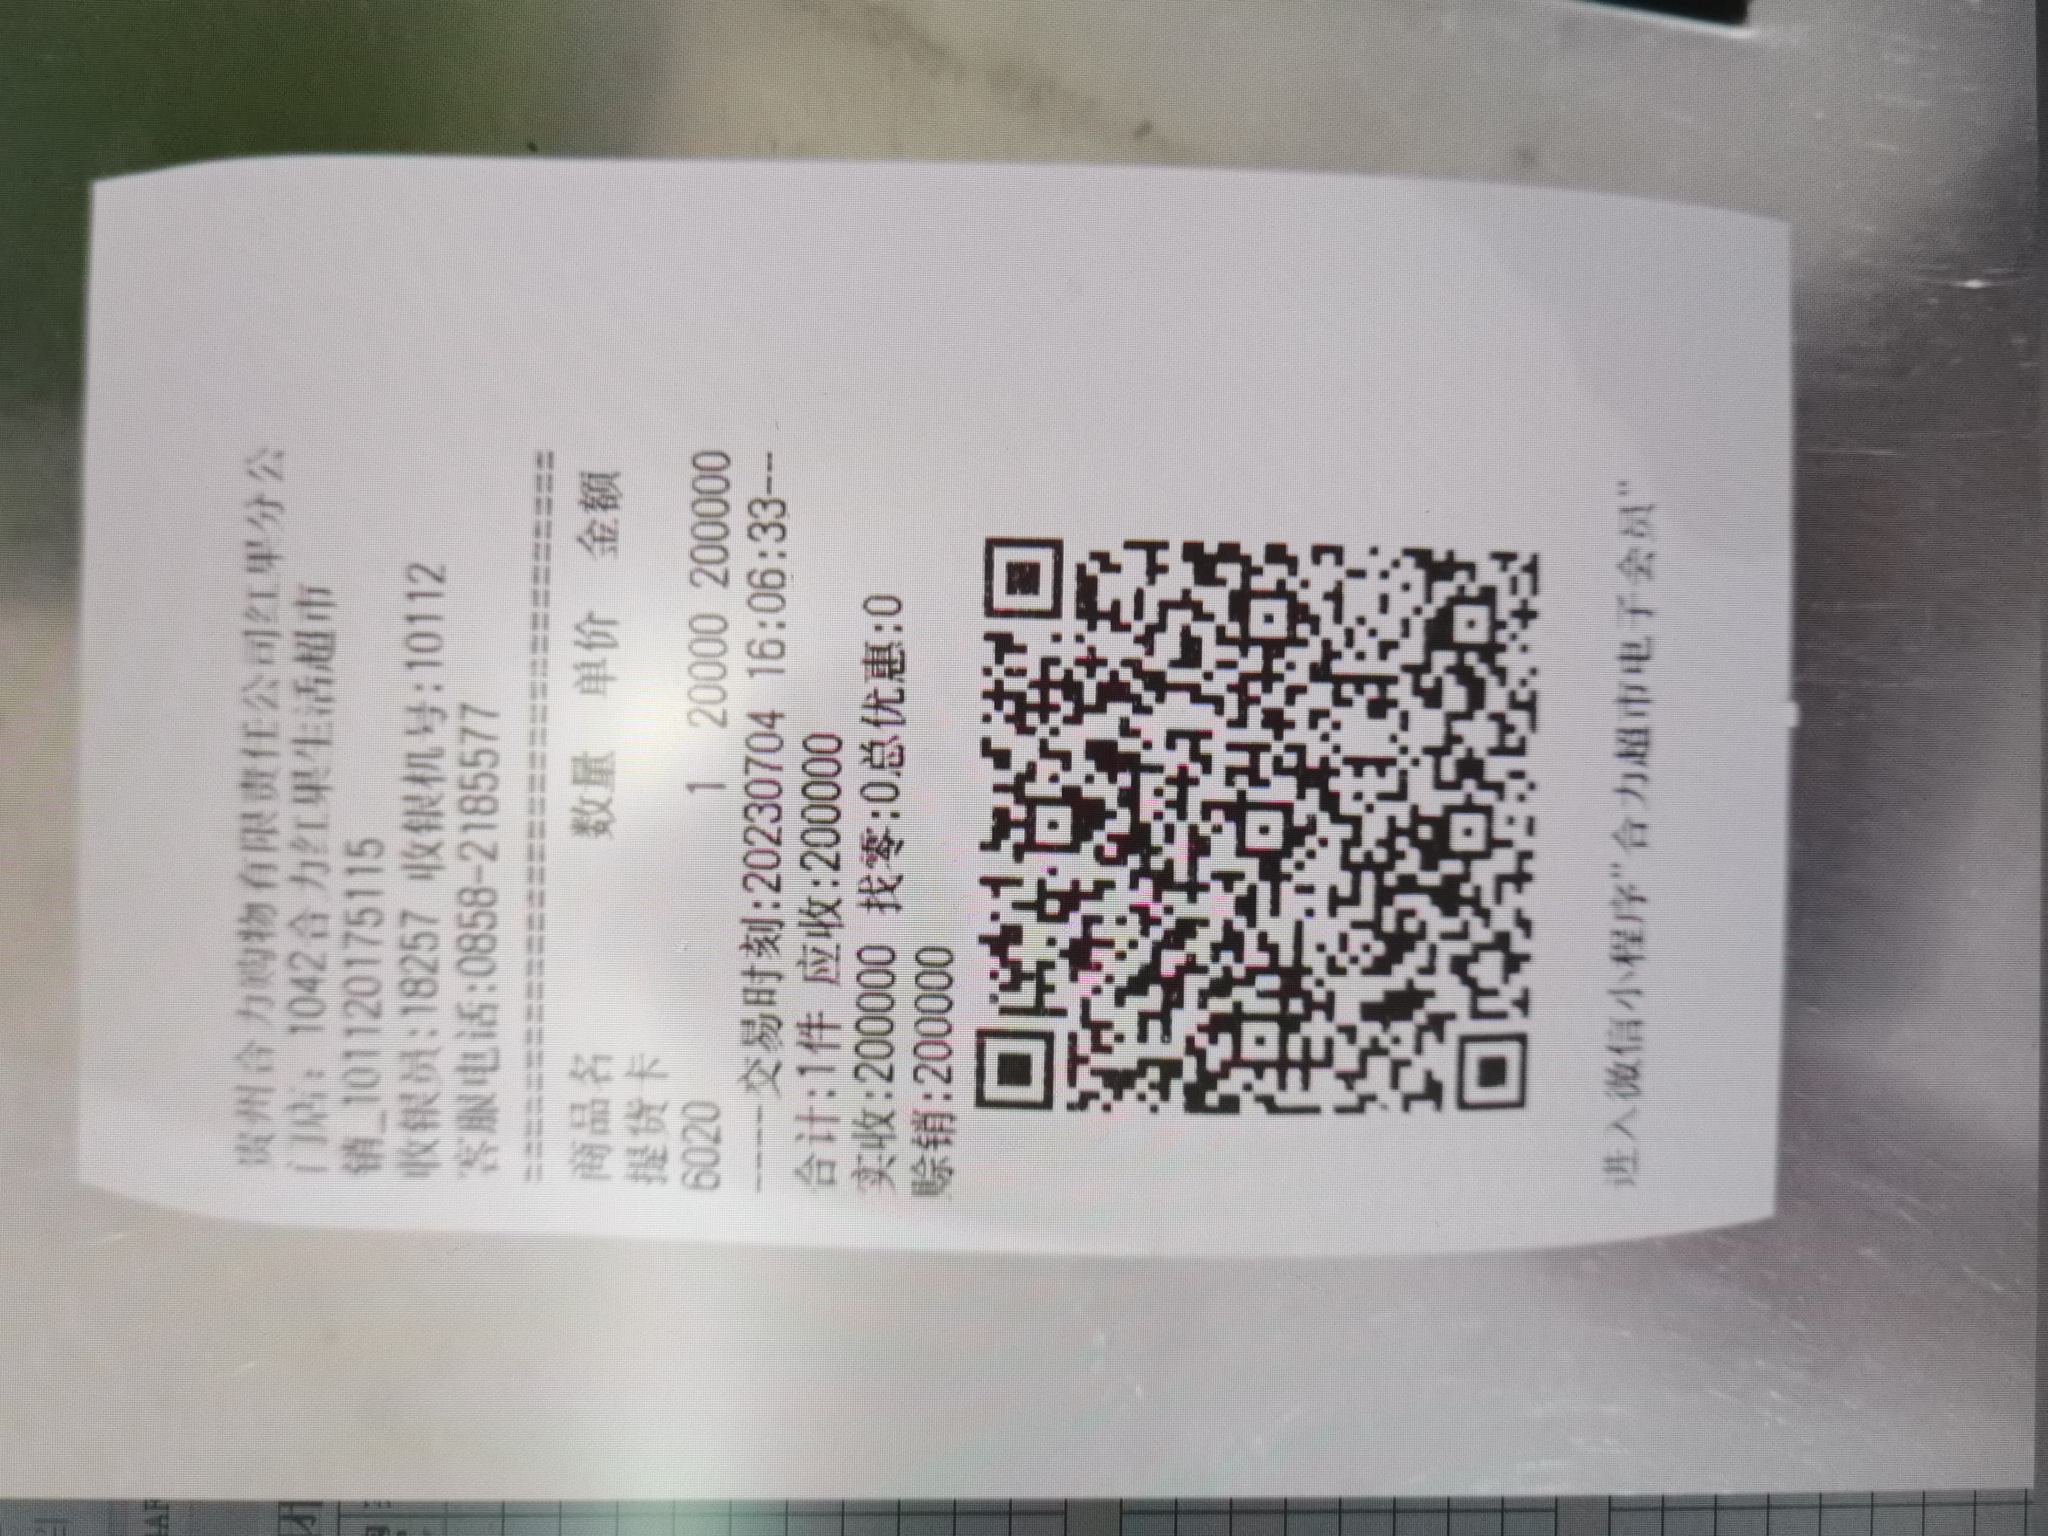 贵州合力购物有限责任公司红果分公
门店：1042合力红果生活超市
销_1011201751 15
收银员:18257 收银机号:10112
客服电话:0858-2185577
==============================
商品名 数量 单价 金额
提货卡
6020 1 20000 200000
----交易时刻:20230704 16:06:33---
合计:1件 应收:200000
实收:200000 找零:0总优惠:0
赊销:200000
进入微信小程序"合力超市电子会员"